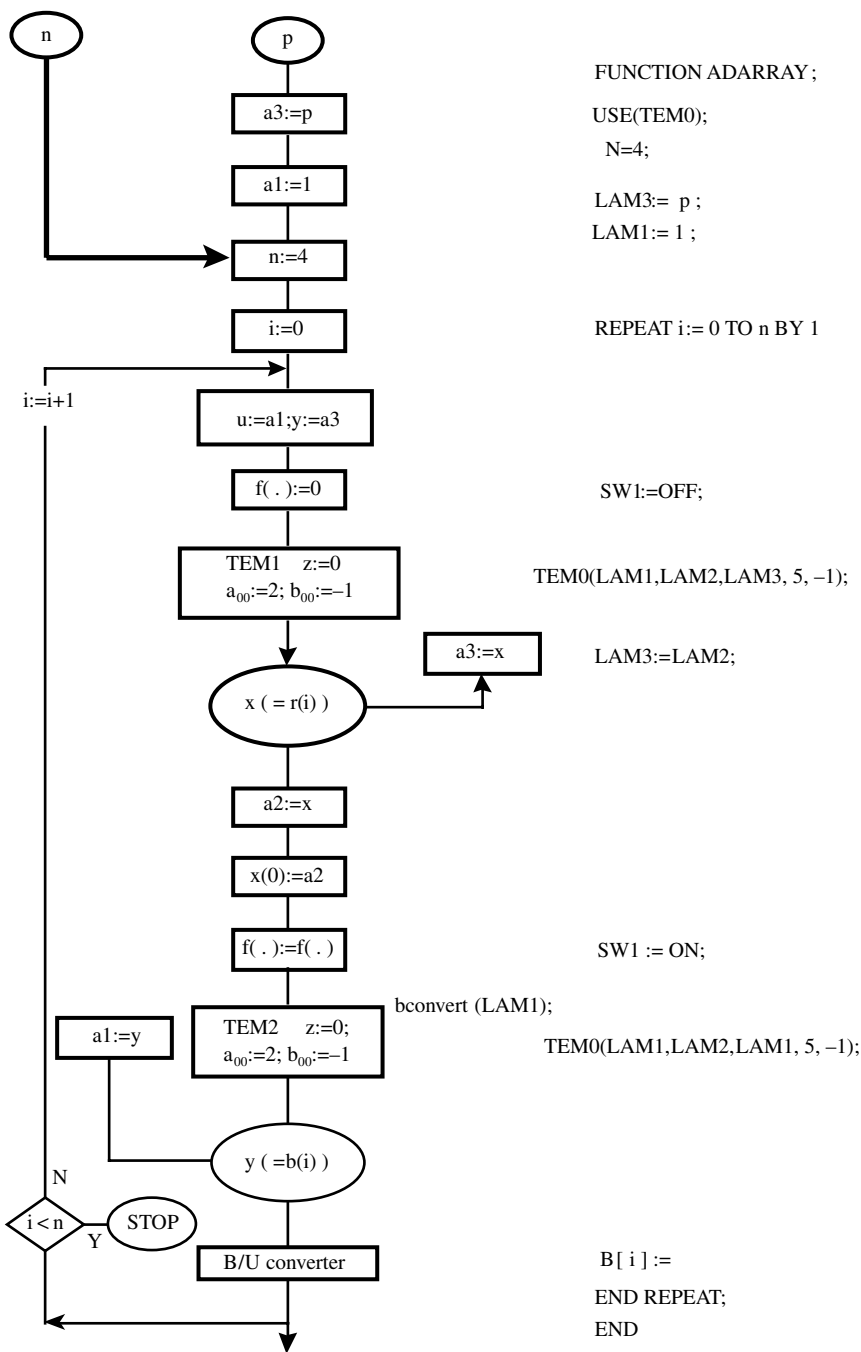 n
p
FUNCTION ADARRAY;
a3:=p
USE(TEM0);
N=4;
a1:=1
LAM3:= p ;
LAM1:= 1 ;
n:=4
i:=0
REPEAT i:= 0 TO n BY 1
i:=i+1
u:=a1;y:=a3
f( . ):=0
SW1:=OFF;
TEM1 z:=0
a₀₀:=2; b₀₀:=–1
TEM0(LAM1,LAM2,LAM3, 5, –1);
a3:=x
LAM3:=LAM2;
x ( = r(i) )
a2:=x
x(0):=a2
f( . ):=f( . )
SW1 := ON;
bconvert (LAM1);
a1:=y
TEM2 z:=0;
a₀₀:=2; b₀₀:=–1
TEM0(LAM1,LAM2,LAM1, 5, –1);
y ( =b(i) )
N
i < n
Y
STOP
B/U converter
B[ i ] :=
END REPEAT;
END